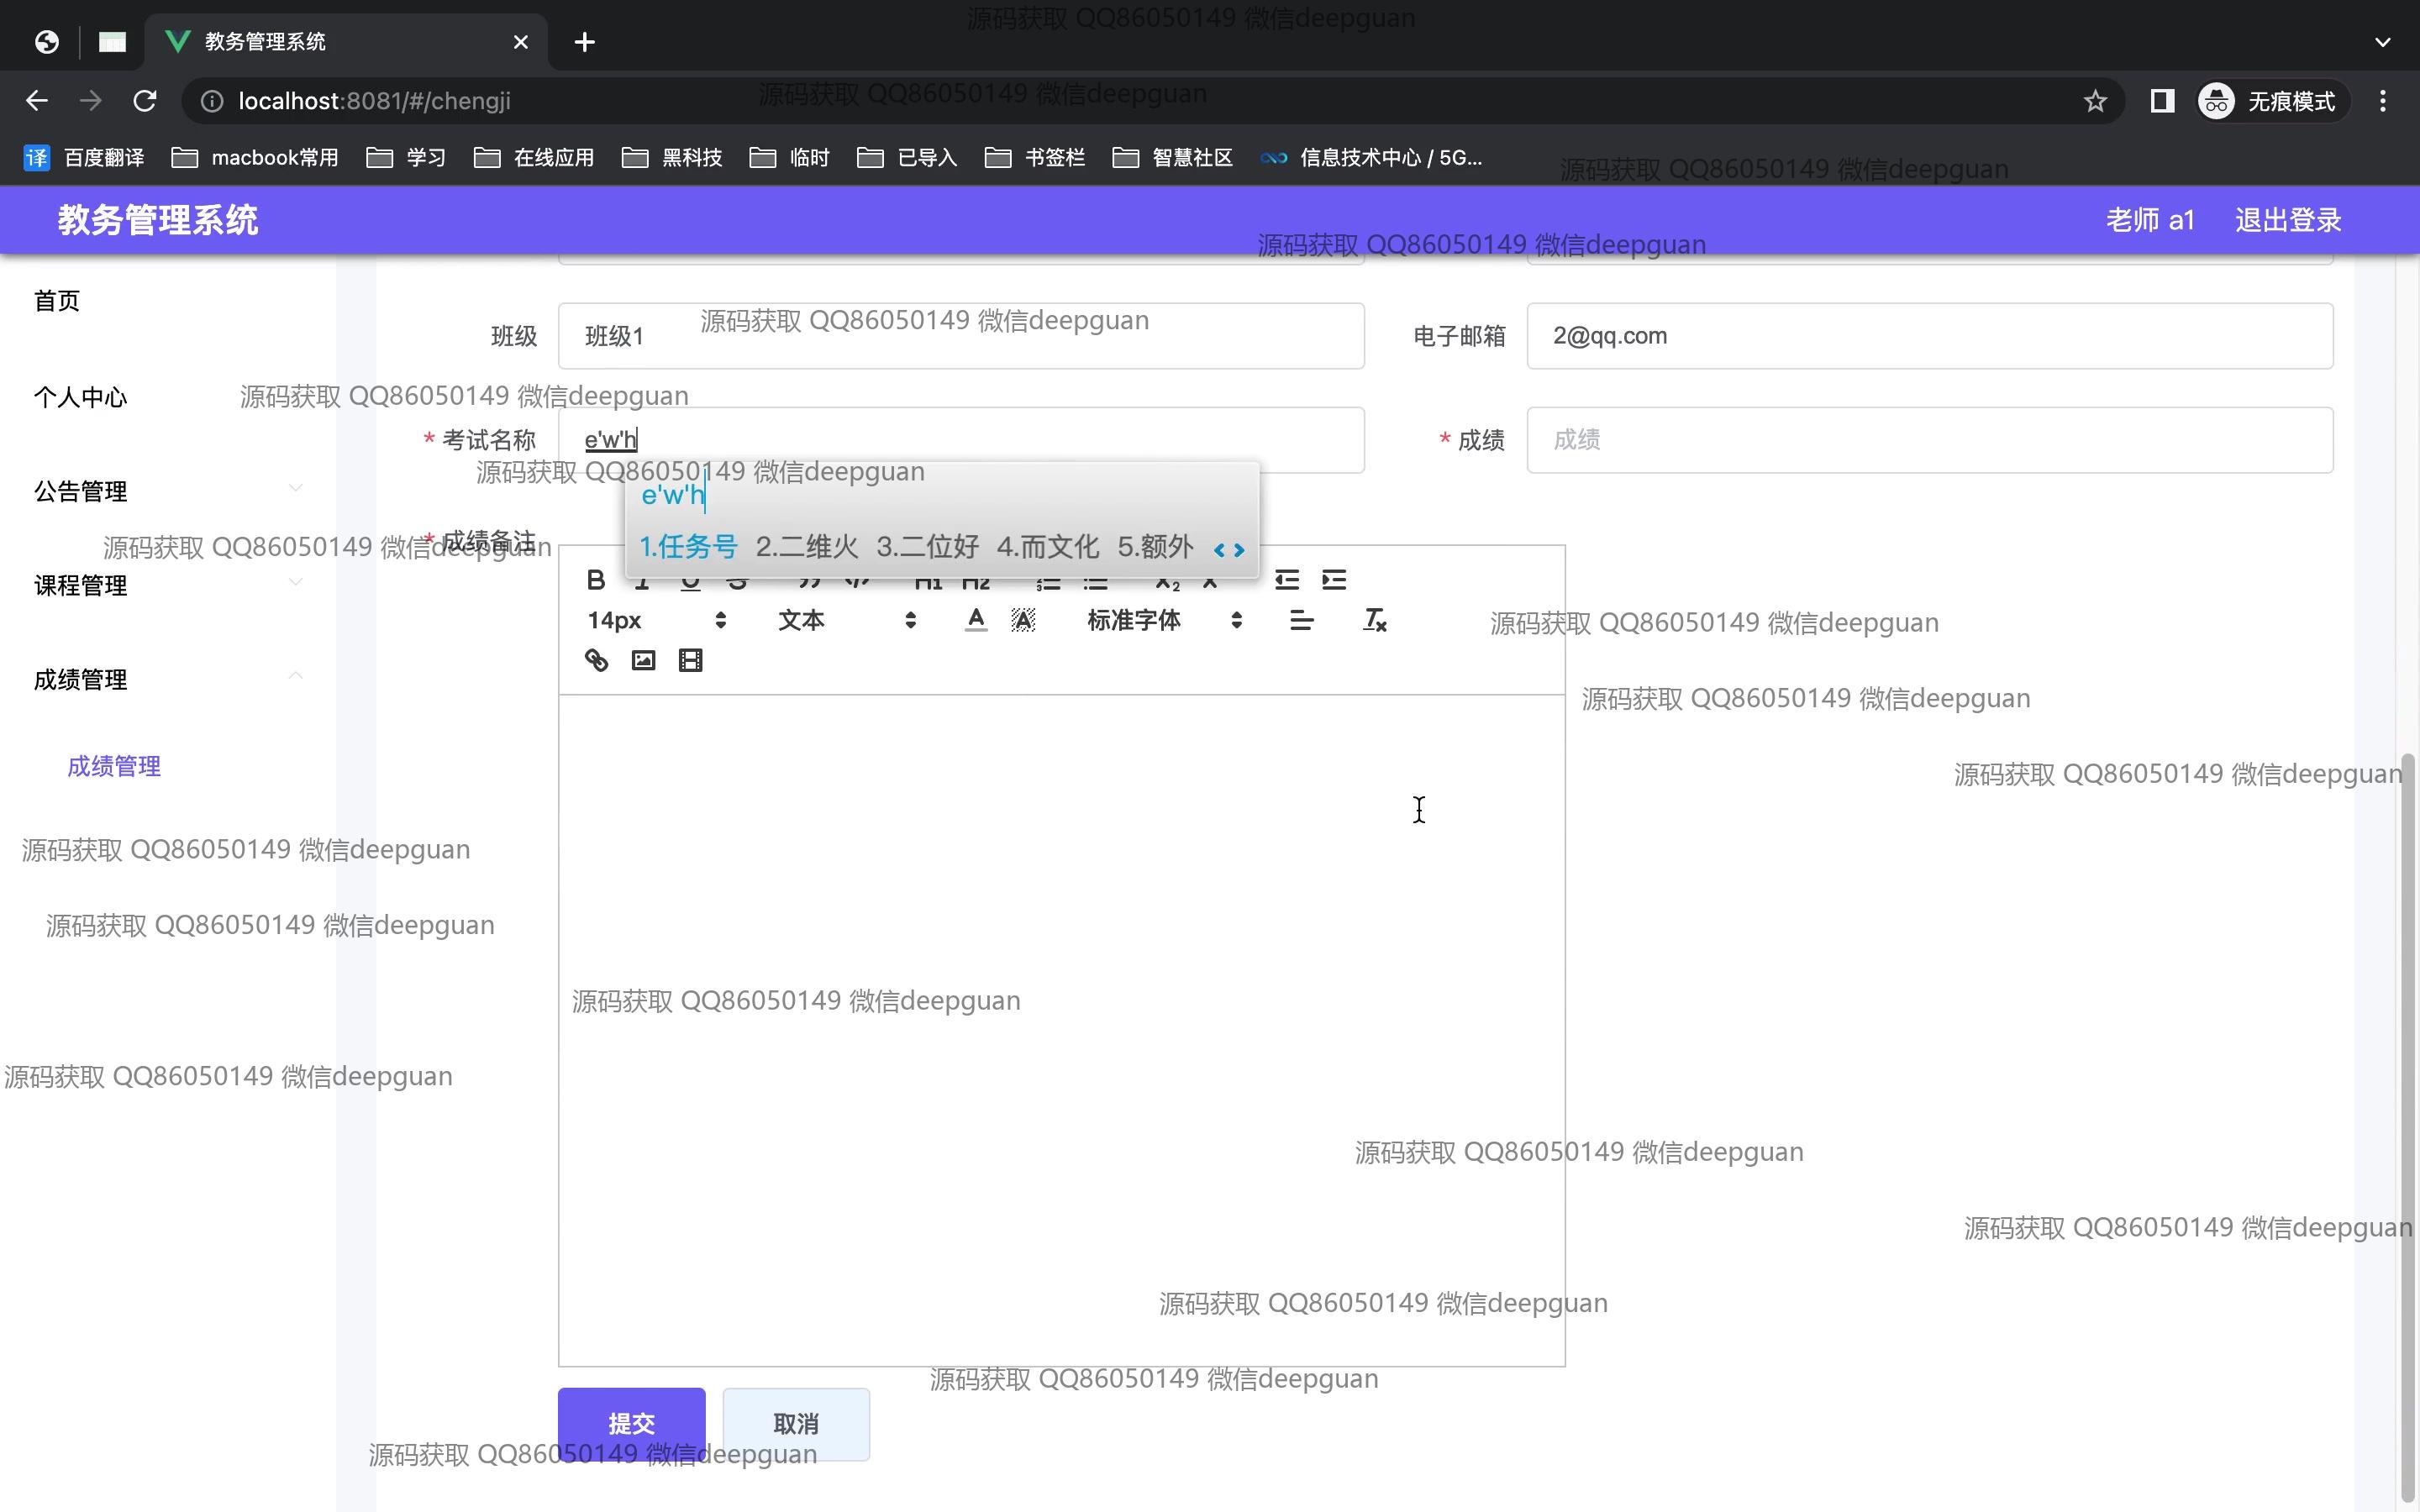 源码获取 QQ86050149 微信deepguan
教务管理系统
localhost:8081/#/chengji
源码获取 QQ86050149 微信deepguan
无痕模式
译 百度翻译 macbook常用 学习 在线应用 黑科技 临时 已导入 书签栏 智慧社区 信息技术中心 / 5G...
源码获取 QQ86050149 微信deepguan
教务管理系统
老师 a1 退出登录
源码获取 QQ86050149 微信deepguan
首页
班级 班级1 电子邮箱 2@qq.com
源码获取 QQ86050149 微信deepguan
个人中心
源码获取 QQ86050149 微信deepguan
* 考试名称 e'w'h * 成绩 成绩
源码获取 QQ86050149 微信deepguan
公告管理
e'w'h
* 成绩备注
1.任务号 2.二维火 3.二位好 4.而文化 5.额外
源码获取 QQ86050149 微信deepguan
课程管理
B I U S H1 H2
14px 文本 标准字体
源码获取 QQ86050149 微信deepguan
成绩管理
源码获取 QQ86050149 微信deepguan
成绩管理
源码获取 QQ86050149 微信deepguan
源码获取 QQ86050149 微信deepguan
源码获取 QQ86050149 微信deepguan
源码获取 QQ86050149 微信deepguan
源码获取 QQ86050149 微信deepguan
源码获取 QQ86050149 微信deepguan
源码获取 QQ86050149 微信deepguan
源码获取 QQ86050149 微信deepguan
源码获取 QQ86050149 微信deepguan
提交 取消
源码获取 QQ86050149 微信deepguan